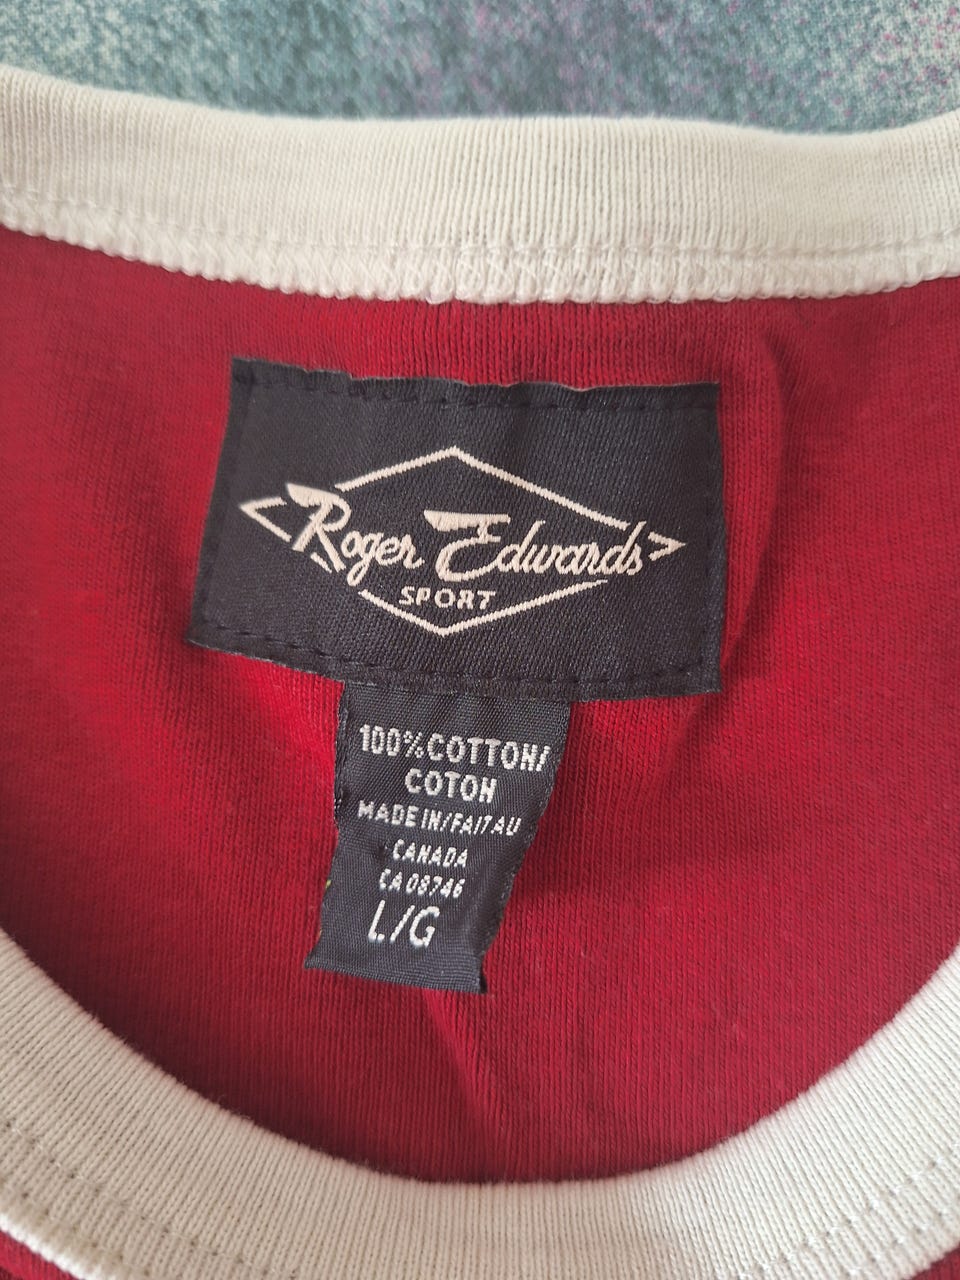 Roger Edwards
SPORT
100% COTTON/
COTON
MADE IN/FAIT AU
CANADA
CA 08746
L/G